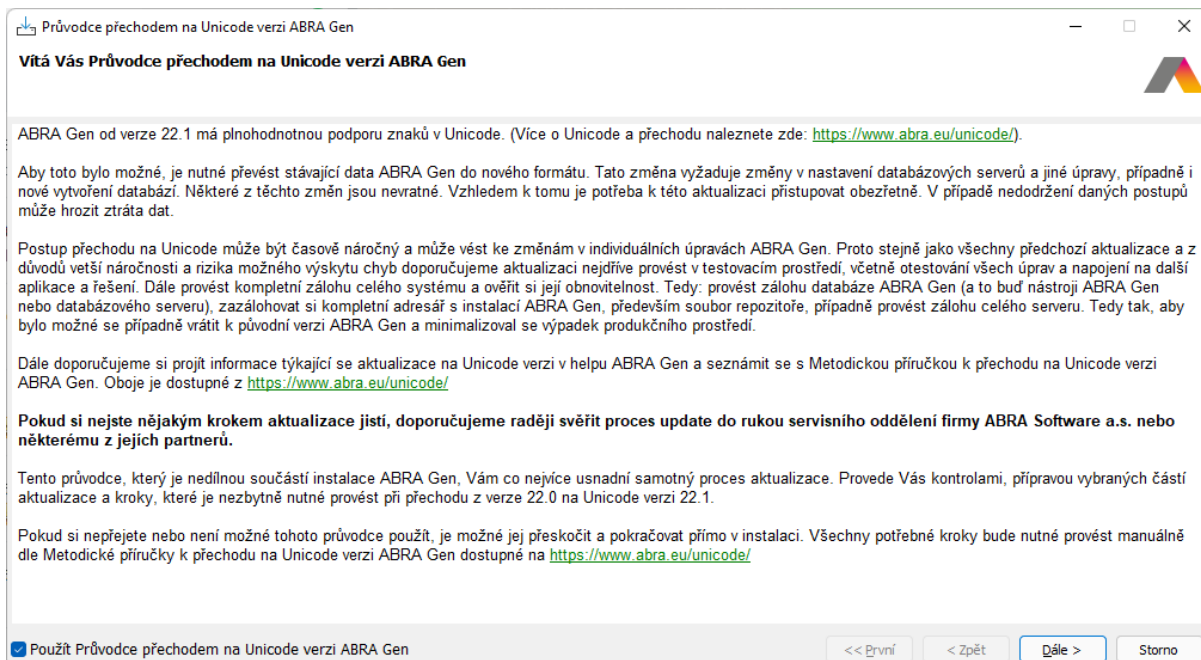 Průvodce přechodem na Unicode verzi ABRA Gen
Vítá Vás Průvodce přechodem na Unicode verzi ABRA Gen
ABRA Gen od verze 22.1 má plnohodnotnou podporu znaků v Unicode. (Více o Unicode a přechodu naleznete zde: https://www.abra.eu/unicode/).
Aby toto bylo možné, je nutné převést stávající data ABRA Gen do nového formátu. Tato změna vyžaduje změny v nastavení databázových serverů a jiné úpravy, případně i
nové vytvoření databází. Některé z těchto změn jsou nevratné. Vzhledem k tomu je potřeba k této aktualizaci přistupovat obezřetně. V případě nedodržení daných postupů
může hrozit ztráta dat.
Postup přechodu na Unicode může být časově náročný a může vést ke změnám v individuálních úpravách ABRA Gen. Proto stejně jako všechny předchozí aktualizace a z
důvodů vetší náročnosti a rizika možného výskytu chyb doporučujeme aktualizaci nejdříve provést v testovacím prostředí, včetně otestování všech úprav a napojení na další
aplikace a řešení. Dále provést kompletní zálohu celého systému a ověřit si její obnovitelnost. Tedy: provést zálohu databáze ABRA Gen (a to buď nástroji ABRA Gen
nebo databázového serveru), zazálohovat si kompletní adresář s instalací ABRA Gen, především soubor repozitoře, případně provést zálohu celého serveru. Tedy tak, aby
bylo možné se případně vrátit k původní verzi ABRA Gen a minimalizoval se výpadek produkčního prostředí.
Dále doporučujeme si projít informace týkající se aktualizace na Unicode verzi v helpu ABRA Gen a seznámit se s Metodickou příručkou k přechodu na Unicode verzi
ABRA Gen. Oboje je dostupné z https://www.abra.eu/unicode/
Pokud si nejste nějakým krokem aktualizace jistí, doporučujeme raději svěřit proces update do rukou servisního oddělení firmy ABRA Software a.s. nebo
některému z jejích partnerů.
Tento průvodce, který je nedílnou součástí instalace ABRA Gen, Vám co nejvíce usnadní samotný proces aktualizace. Provede Vás kontrolami, přípravou vybraných částí
aktualizace a kroky, které je nezbytně nutné provést při přechodu z verze 22.0 na Unicode verzi 22.1.
Pokud si nepřejete nebo není možné tohoto průvodce použít, je možné jej přeskočit a pokračovat přímo v instalaci. Všechny potřebné kroky bude nutné provést manuálně
dle Metodické příručky k přechodu na Unicode verzi ABRA Gen dostupné na https://www.abra.eu/unicode/
Použít Průvodce přechodem na Unicode verzi ABRA Gen
<< První
< Zpět
Dále >
Storno